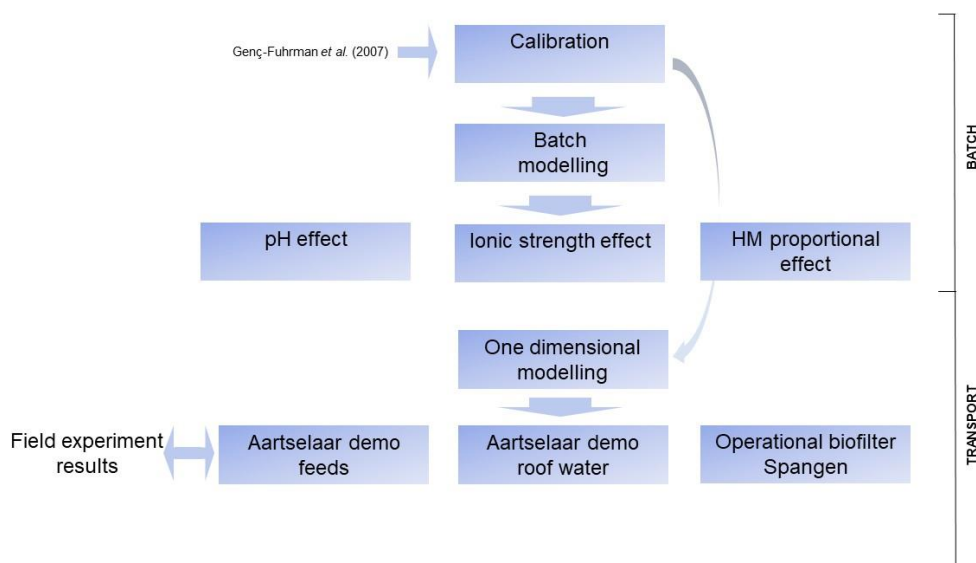 Calibration
Genç-Fuhrman et al. (2007)
Batch
modelling
pH effect
Ionic strength effect
HM proportional
effect
BATCH
One dimensional
modelling
Field experiment
results
Aartselaar demo
feeds
Aartselaar demo
roof water
Operational biofilter
Spangen
TRANSPORT